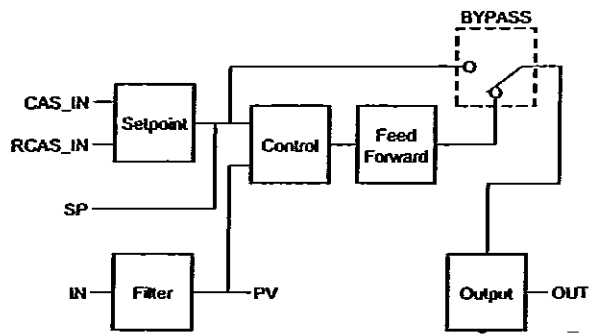 BYPASS
CAS_IN
Setpoint
RCAS_IN
Control
Feed
Forward
SP
IN
Filter
PV
Output
OUT